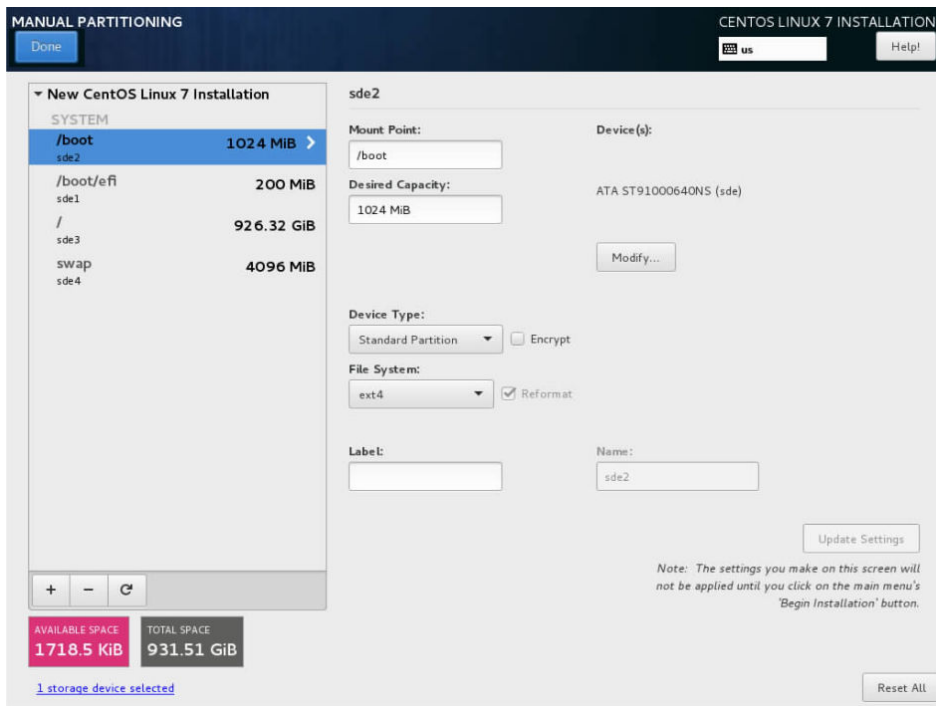 MANUAL PARTITIONING
CENTOS LINUX 7 INSTALLATION
Done
us
Help!
New CentOS Linux 7 Installation
SYSTEM
/boot
1024 MiB
sde2
/boot/efi
200 MiB
sde1
/
926.32 GiB
sde3
swap
4096 MiB
sde4
sde2
Mount Point:
/boot
Device(s):
Desired Capacity:
1024 MiB
ATA ST91000640NS (sde)
Modify...
Device Type:
Standard Partition
Encrypt
File System:
ext4
Reformat
Label:
Name:
sde2
Update Settings
Note: The settings you make on this screen will
not be applied until you click on the main menu's
'Begin Installation' button.
+ −
AVAILABLE SPACE
1718.5 KiB
TOTAL SPACE
931.51 GiB
1 storage device selected
Reset All